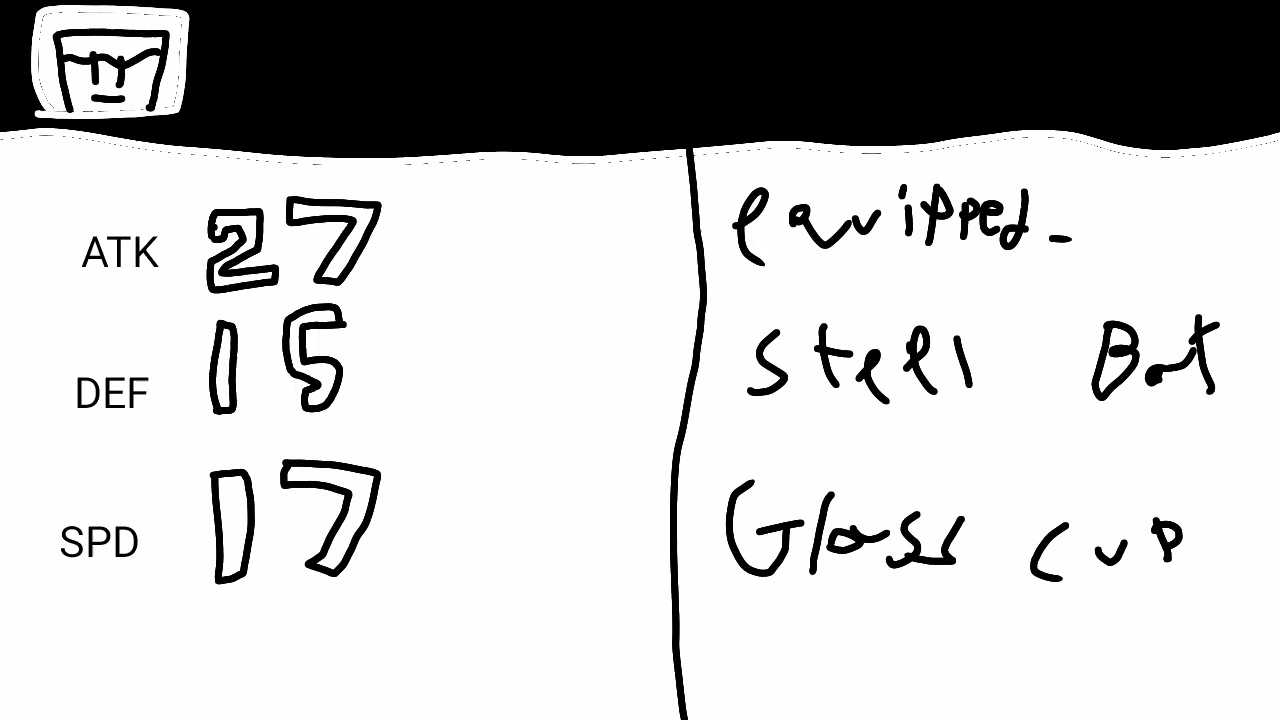 ATK 27
DEF 15
SPD 17
equipped-
Steel Bat
Glass cup